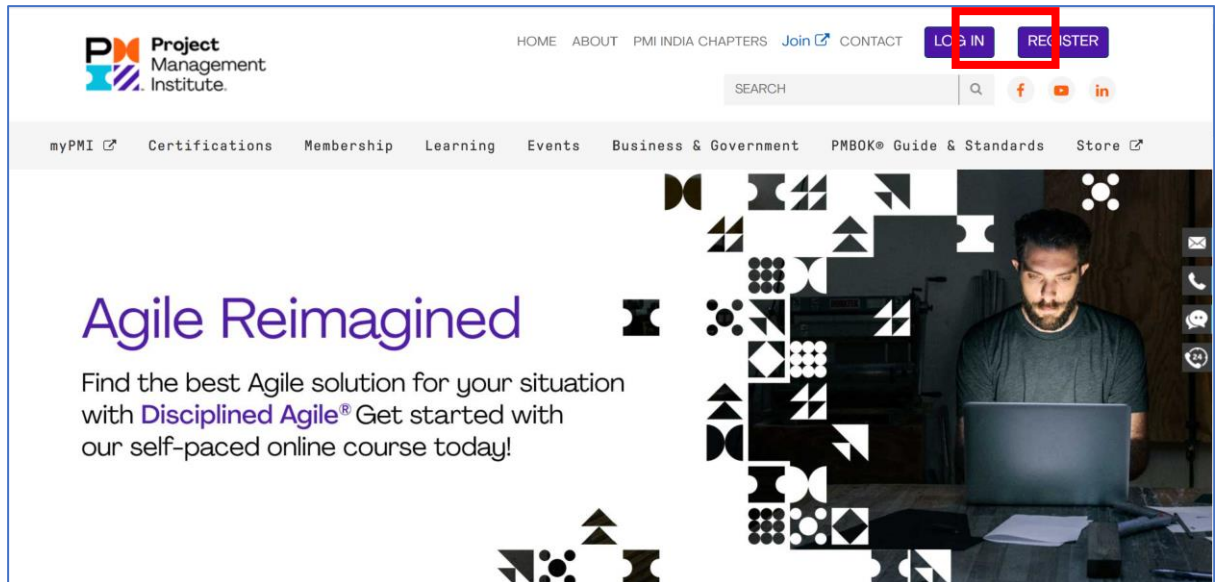 Project
Management
Institute.
HOME ABOUT PMI INDIA CHAPTERS Join CONTACT LOG IN REGISTER
SEARCH
myPMI Certifications Membership Learning Events Business & Government PMBOK® Guide & Standards Store
Agile Reimagined
Find the best Agile solution for your situation
with Disciplined Agile® Get started with
our self-paced online course today!
24